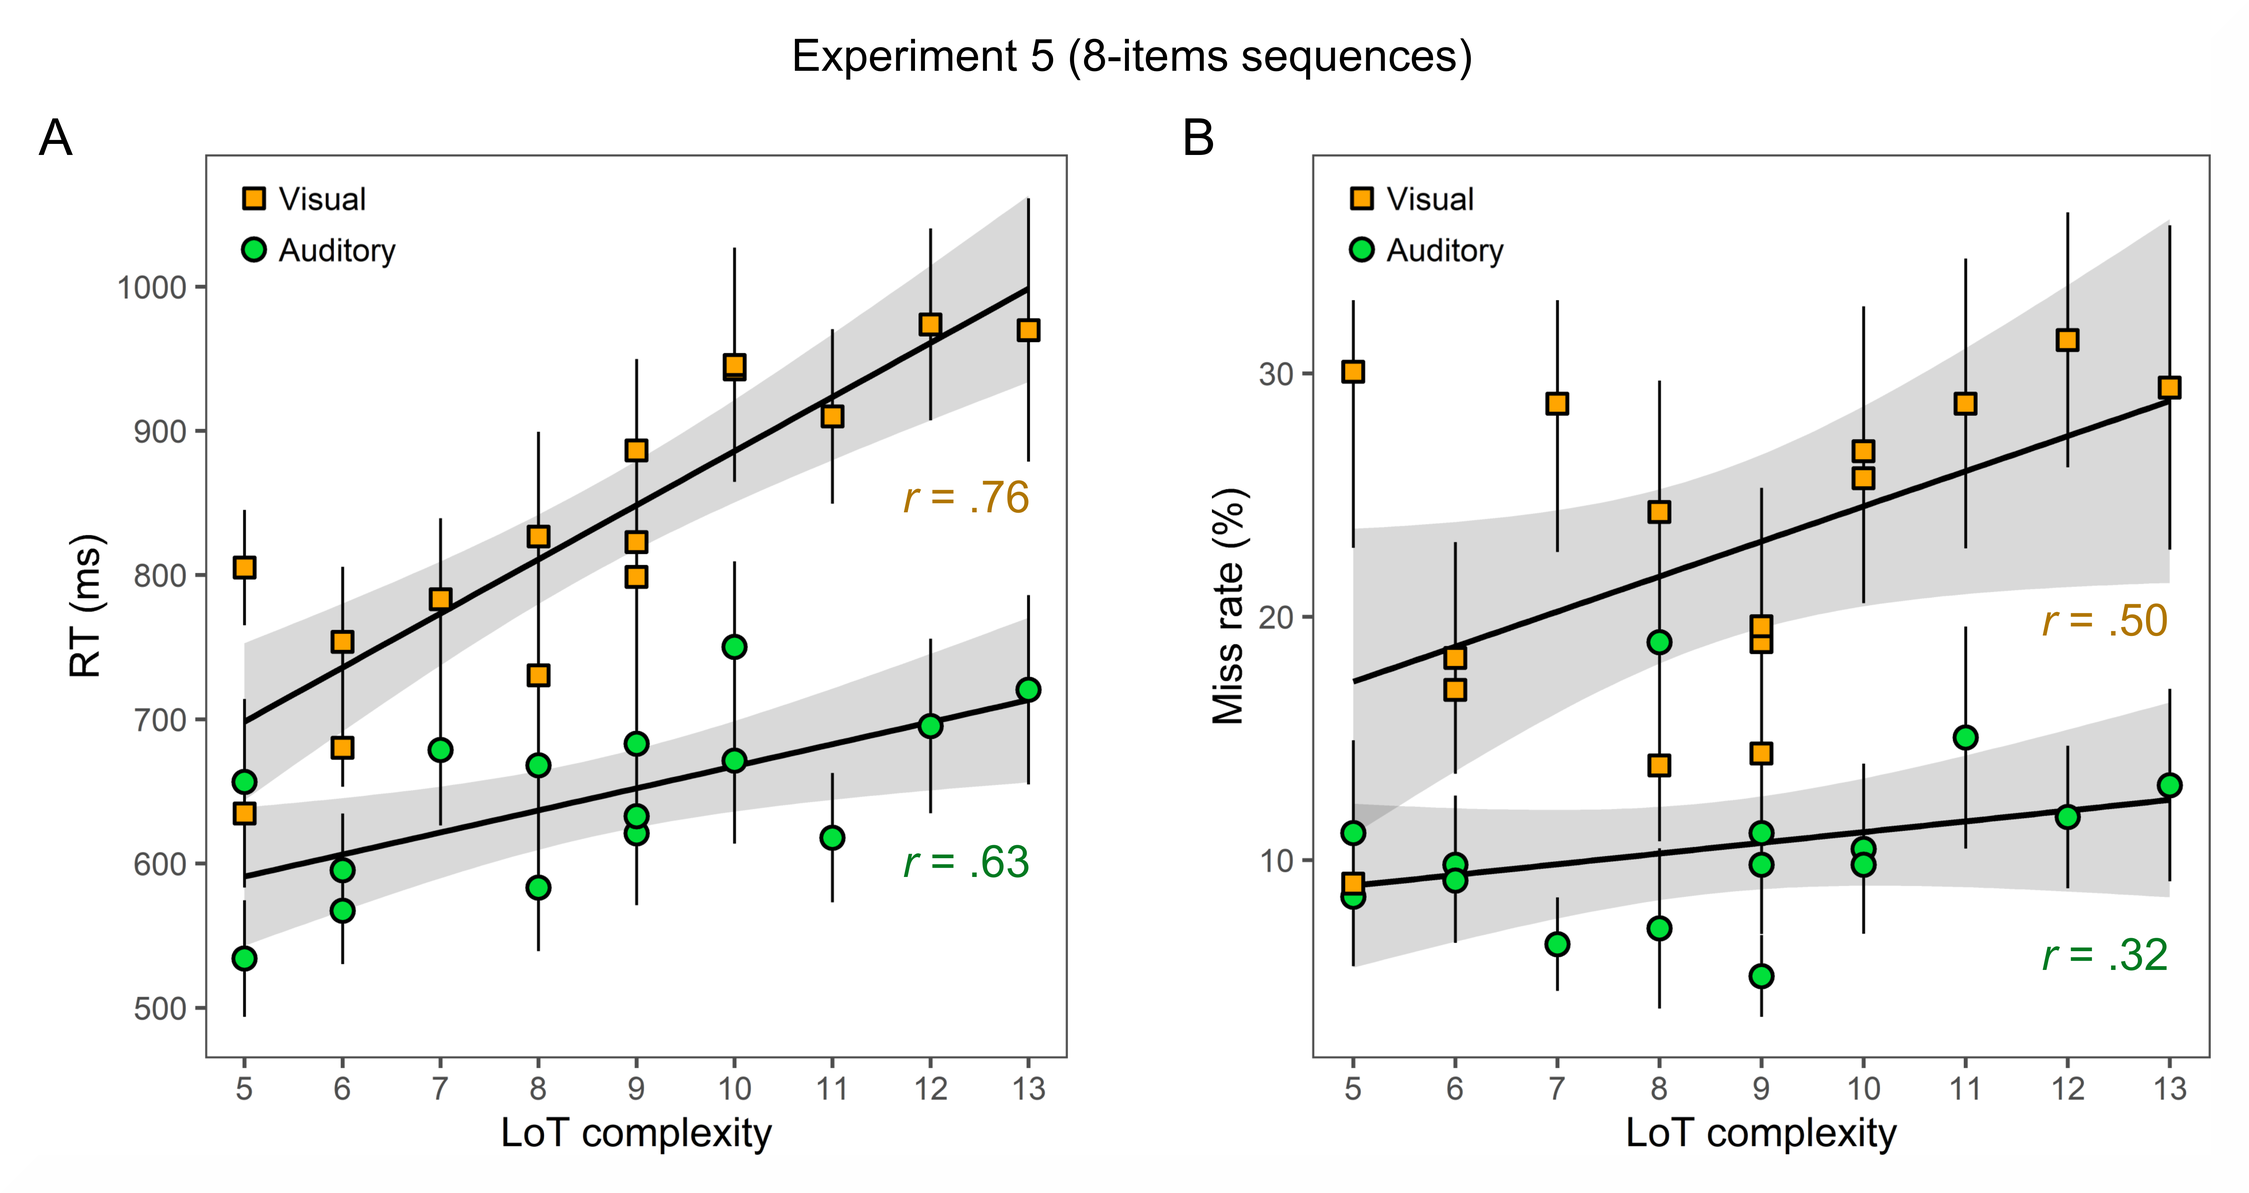 Experiment 5 (8-items sequences)
A
Visual
Auditory
1000
900
800
700
600
500
RT (ms)
r = .76
r = .63
5 6 7 8 9 10 11 12 13
LoT complexity
B
Visual
Auditory
30
20
10
Miss rate (%)
r = .50
r = .32
5 6 7 8 9 10 11 12 13
LoT complexity